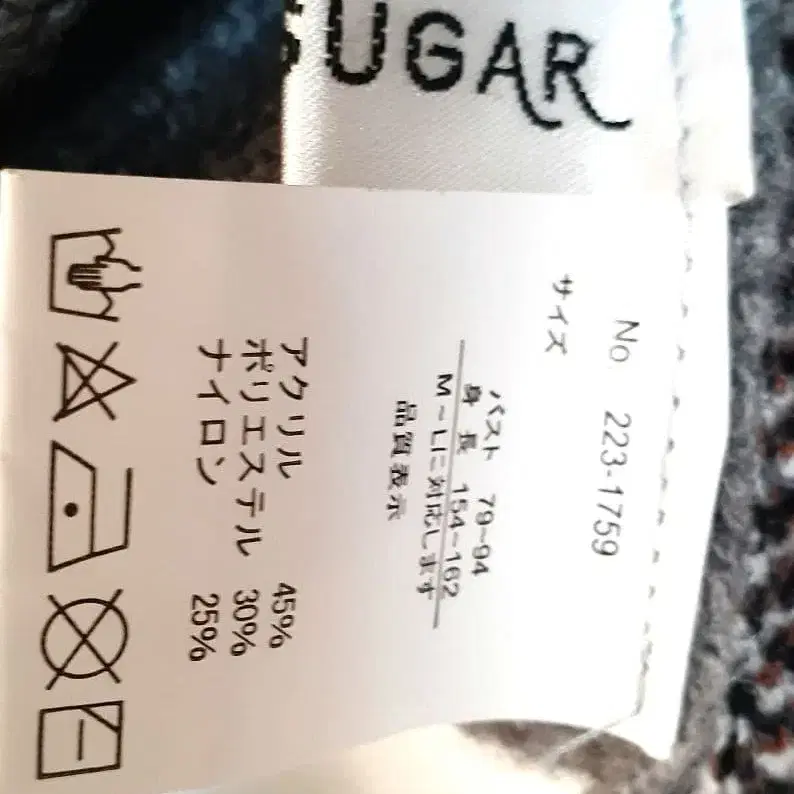 SUGAR
No. 223-1759
サイズ
バスト 79~94
身長 154~162
M~Lに対応します
品質表示
アクリル 45%
ポリエステル 30%
ナイロン 25%